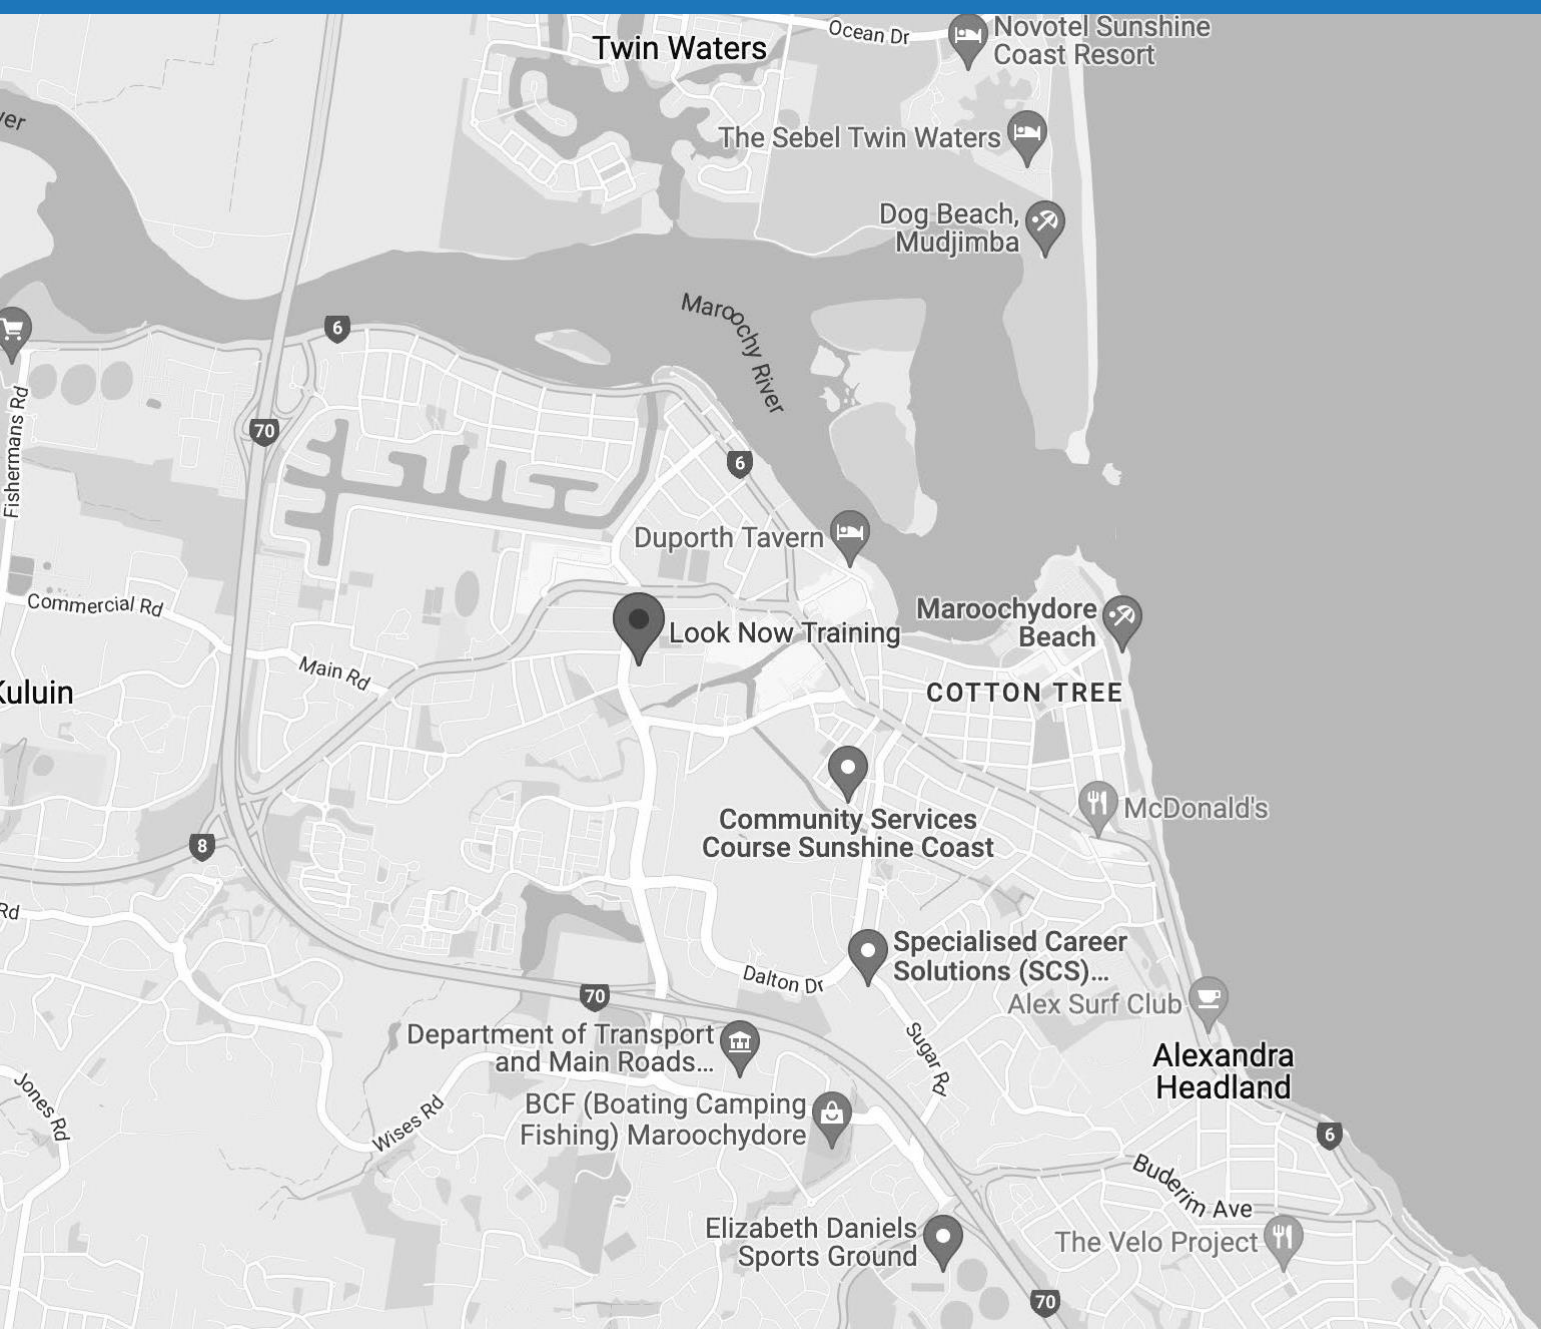 Twin Waters
Ocean Dr
Novotel Sunshine
Coast Resort
ver
The Sebel Twin Waters
Dog Beach,
Mudjimba
Maroochy River
6
Fishermans Rd
70
6
Duporth Tavern
Commercial Rd
Maroochydore
Beach
Look Now Training
Main Rd
Kuluin
COTTON TREE
McDonald's
Community Services
Course Sunshine Coast
8
Rd
Specialised Career
Solutions (SCS)...
Dalton Dr
70
Alex Surf Club
Department of Transport
and Main Roads...
Sugar Rd
Alexandra
Headland
Jones Rd
Wises Rd
BCF (Boating Camping
Fishing) Maroochydore
6
Buderim Ave
Elizabeth Daniels
Sports Ground
The Velo Project
70